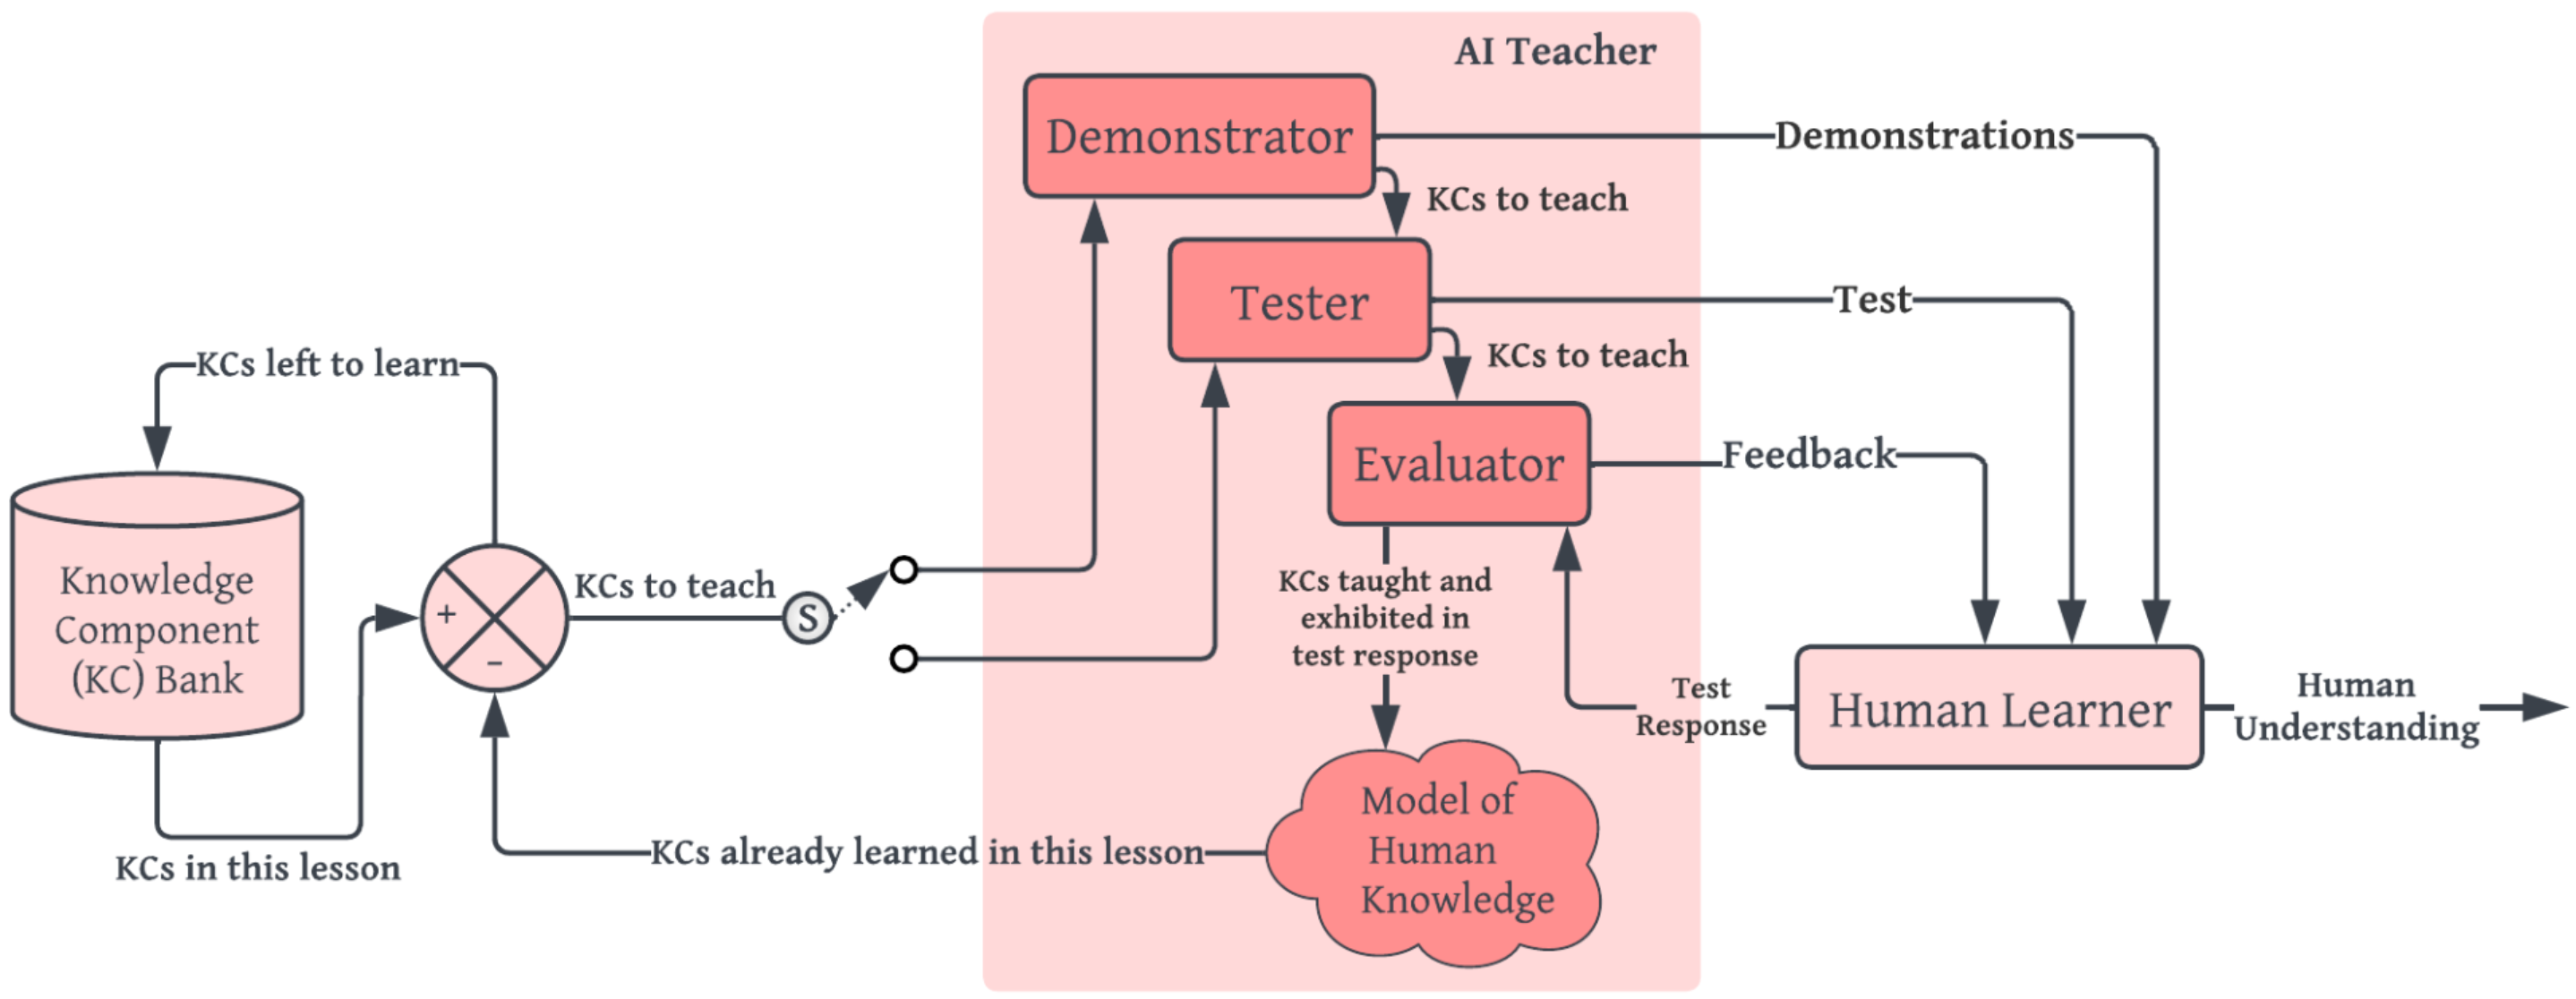 AI Teacher
Demonstrator
Demonstrations
KCs to teach
Tester
Test
KCs to teach
KCs left to learn
Evaluator
Feedback
Knowledge
Component
(KC) Bank
+
−
KCs to teach
S
KCs taught and
exhibited in
test response
Test
Response
Human Learner
Human
Understanding
Model of
Human
Knowledge
KCs already learned in this lesson
KCs in this lesson